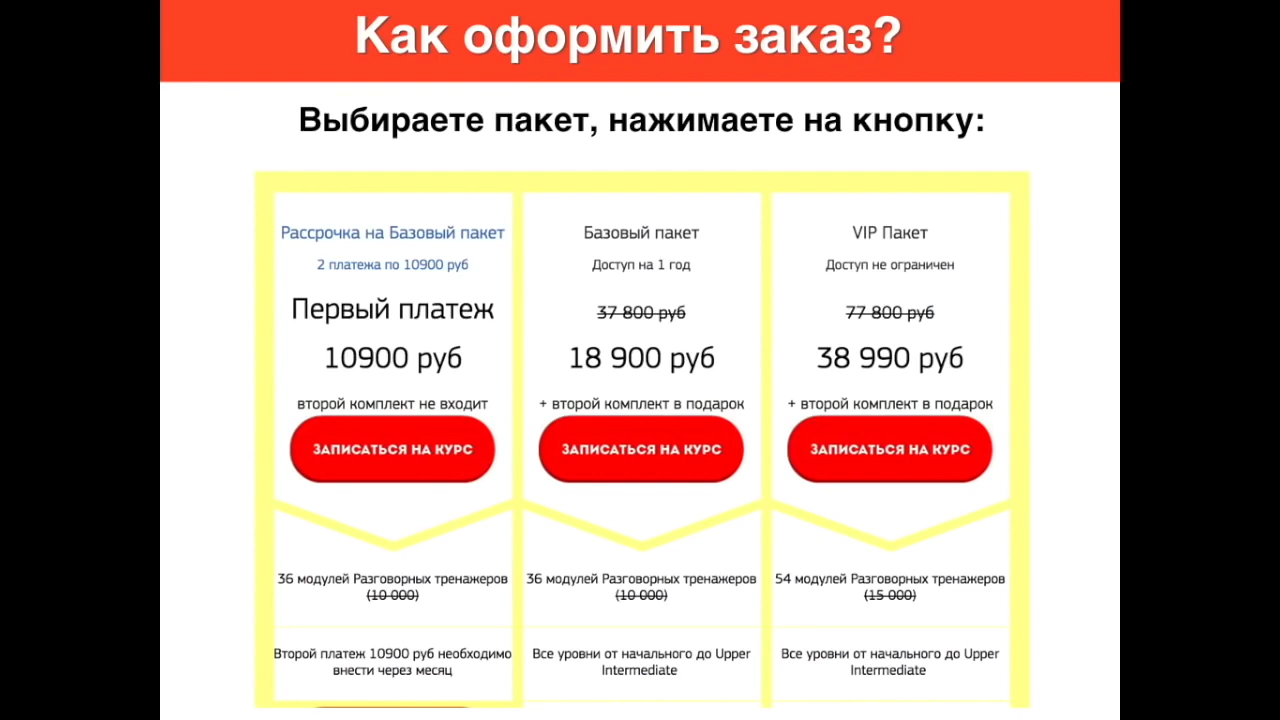 Как оформить заказ?
Выбираете пакет, нажимаете на кнопку:
Рассрочка на Базовый пакет
2 платежа по 10900 руб
Первый платеж
10900 руб
второй комплект не входит
ЗАПИСАТЬСЯ НА КУРС
36 модулей Разговорных тренажеров
(10 000)
Второй платеж 10900 руб необходимо
внести через месяц
Базовый пакет
Доступ на 1 год
37 800 руб
18 900 руб
+ второй комплект в подарок
ЗАПИСАТЬСЯ НА КУРС
36 модулей Разговорных тренажеров
(10 000)
Все уровни от начального до Upper
Intermediate
VIP Пакет
Доступ не ограничен
77 800 руб
38 990 руб
+ второй комплект в подарок
ЗАПИСАТЬСЯ НА КУРС
54 модулей Разговорных тренажеров
(15 000)
Все уровни от начального до Upper
Intermediate